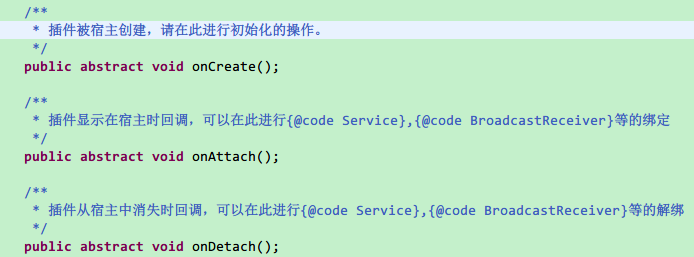 /**
 * 插件被宿主创建，请在此进行初始化的操作。
 */
public abstract void onCreate();
/**
 * 插件显示在宿主时回调，可以在此进行{@code Service},{@code BroadcastReceiver}等的绑定
 */
public abstract void onAttach();
/**
 * 插件从宿主中消失时回调，可以在此进行{@code Service},{@code BroadcastReceiver}等的解绑
 */
public abstract void onDetach();